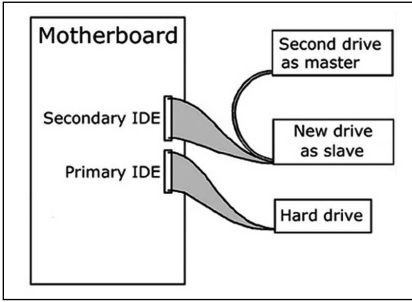 Motherboard
Second drive
as master
Secondary IDE
New drive
as slave
Primary IDE
Hard drive